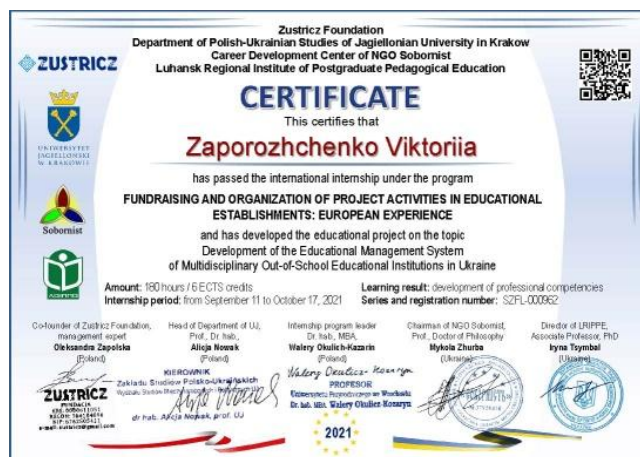 Zustricz Foundation
Department of Polish-Ukrainian Studies of Jagiellonian University in Krakow
Career Development Center of NGO Sobornist
Luhansk Regional Institute of Postgraduate Pedagogical Education
ZUSTRICZ
CERTIFICATE
This certifies that
UNIWERSYTET
JAGIELLOŃSKI
W KRAKOWIE
Zaporozhchenko Viktoriia
has passed the international internship under the program
FUNDRAISING AND ORGANIZATION OF PROJECT ACTIVITIES IN EDUCATIONAL
ESTABLISHMENTS: EUROPEAN EXPERIENCE
Sobornist
and has developed the educational project on the topic
Development of the Educational Management System
of Multidisciplinary Out-of-School Educational Institutions in Ukraine
Amount: 180 hours / 6 ECTS credits
Internship period: from September 11 to October 17, 2021
Learning result: development of professional competencies
Series and registration number: SZFL-000962
Co-founder of Zustricz Foundation,
management expert
Oleksandra Zapolska
(Poland)
Head of Department of UJ,
Prof., Dr. hab.,
Alicja Nowak
(Poland)
Internship program leader
Dr. hab., MBA,
Walery Okulich-Kazarin
(Poland)
Chairman of NGO Sobornist,
Prof., Doctor of Philosophy
Mykola Zhurba
(Ukraine)
Director of LRIPPE,
Associate Professor, PhD
Iryna Tsymbal
(Ukraine)
ZUSTRICZ
FUNDACJA
KIEROWNIK
Zakładu Studiów Polsko-Ukraińskich
dr hab. Alicja Nowak, prof. UJ
Walery Okulicz-Kozaryn
PROFESOR
Dr. hab. MBA Walery Okulicz-Kozaryn
2021